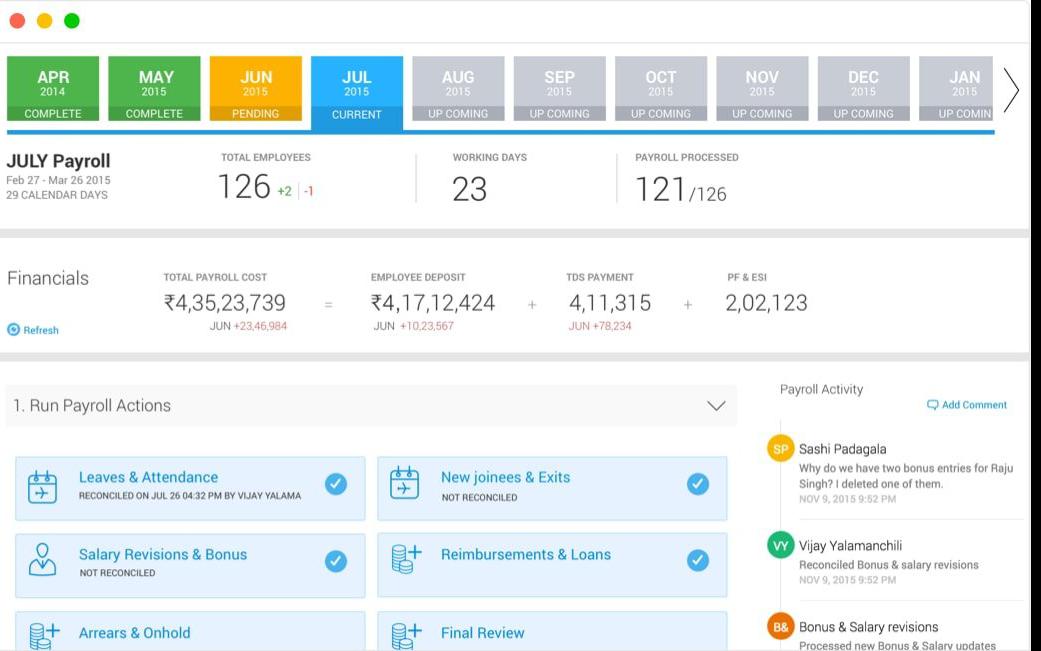 APR MAY JUN JUL AUG SEP OCT NOV DEC JAN
2014 2015 2015 2015 2015 2015 2015 2015 2015 2015
COMPLETE COMPLETE PENDING CURRENT UP COMING UP COMING UP COMING UP COMING UP COMING UP COMIN
JULY Payroll
Feb 27 - Mar 26 2015
29 CALENDAR DAYS
TOTAL EMPLOYEES
126 +2 -1
WORKING DAYS
23
PAYROLL PROCESSED
121/126
Financials
Refresh
TOTAL PAYROLL COST
₹4,35,23,739
JUN +23,46,984
=
EMPLOYEE DEPOSIT
₹4,17,12,424
JUN +10,23,567
+
TDS PAYMENT
4,11,315
JUN +78,234
+
PF & ESI
2,02,123
1. Run Payroll Actions
Leaves & Attendance
RECONCILED ON JUL 26 04:32 PM BY VIJAY YALAMA
New joinees & Exits
NOT RECONCILED
Salary Revisions & Bonus
NOT RECONCILED
Reimbursements & Loans
Arrears & Onhold
Final Review
Payroll Activity
Add Comment
SP Sashi Padagala
Why do we have two bonus entries for Raju
Singh? I deleted one of them.
NOV 9, 2015 9:52 PM
VY Vijay Yalamanchili
Reconciled Bonus & salary revisions
NOV 9, 2015 9:52 PM
B& Bonus & Salary revisions
Processed new Bonus & Salary updates